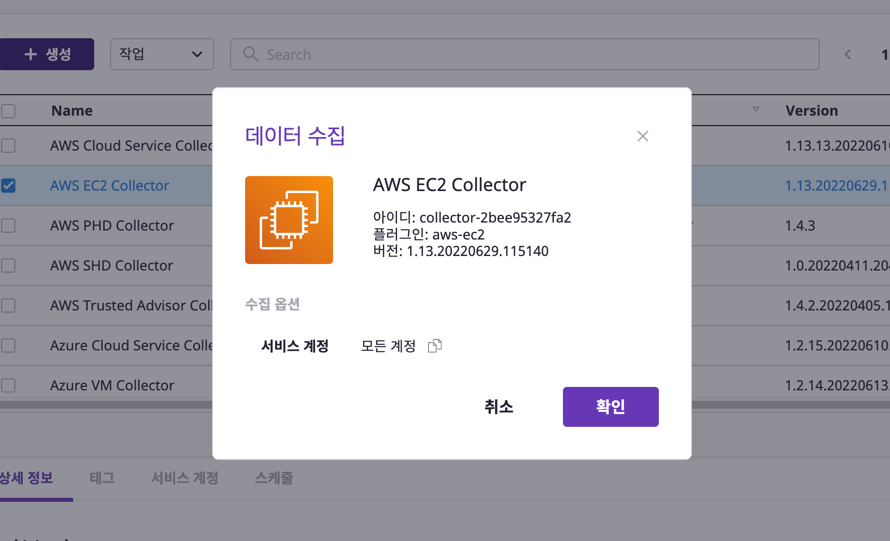 생성
작업
Search
1
Name
Version
AWS Cloud Service Collec
1.13.13.2022061
AWS EC2 Collector
1.13.20220629.1
AWS PHD Collector
1.4.3
AWS SHD Collector
1.0.20220411.20
AWS Trusted Advisor Coll
1.4.2.20220405.1
Azure Cloud Service Colle
1.2.15.20220610
Azure VM Collector
1.2.14.20220613
데이터 수집
AWS EC2 Collector
아이디: collector-2bee95327fa2
플러그인: aws-ec2
버전: 1.13.20220629.115140
수집 옵션
서비스 계정 모든 계정
취소
확인
상세 정보
태그
서비스 계정
스케줄